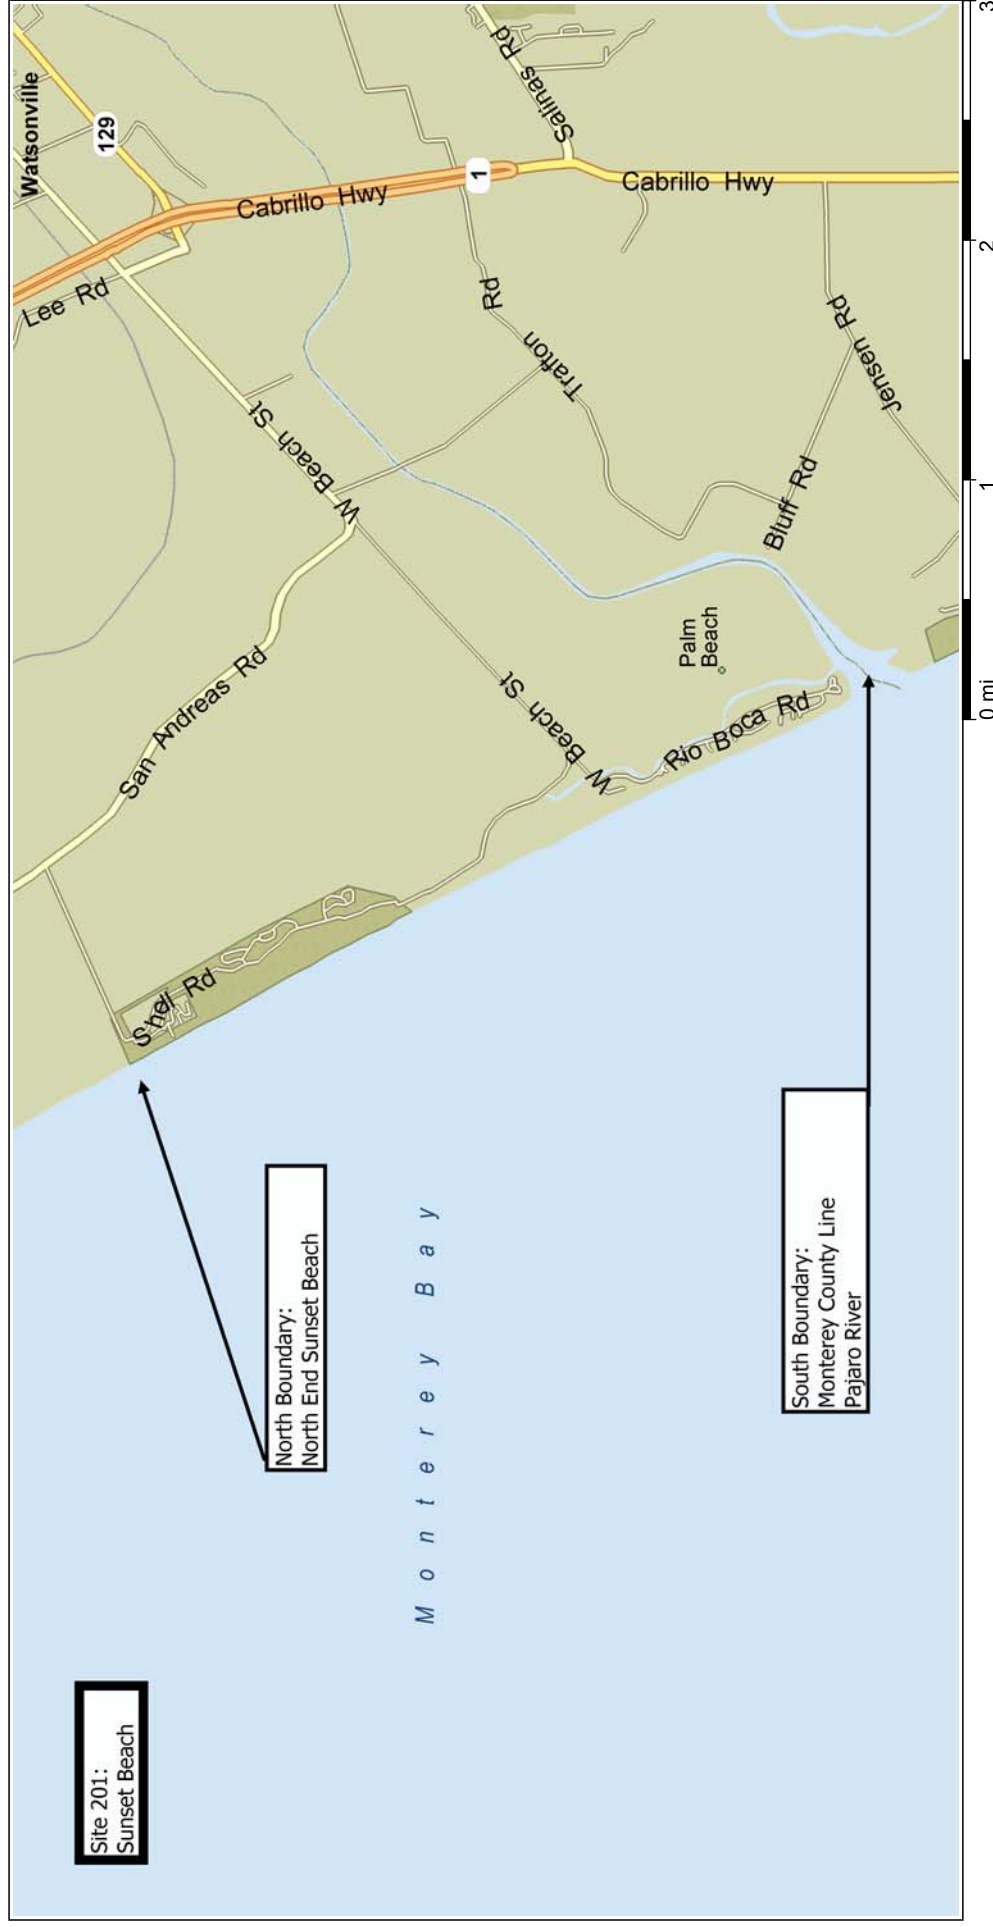 Site 201:
Sunset Beach
North Boundary:
North End Sunset Beach
South Boundary:
Monterey County Line
Pajaro River
Monterey Bay
Shell Rd
San Andreas Rd
W Beach St
W Beach St
Rio Boca Rd
Palm
Beach
Lee Rd
Watsonville
129
Cabrillo Hwy
1
Cabrillo Hwy
Salinas Rd
Trafton Rd
Bluff Rd
Jensen Rd
0 mi
1
2
3